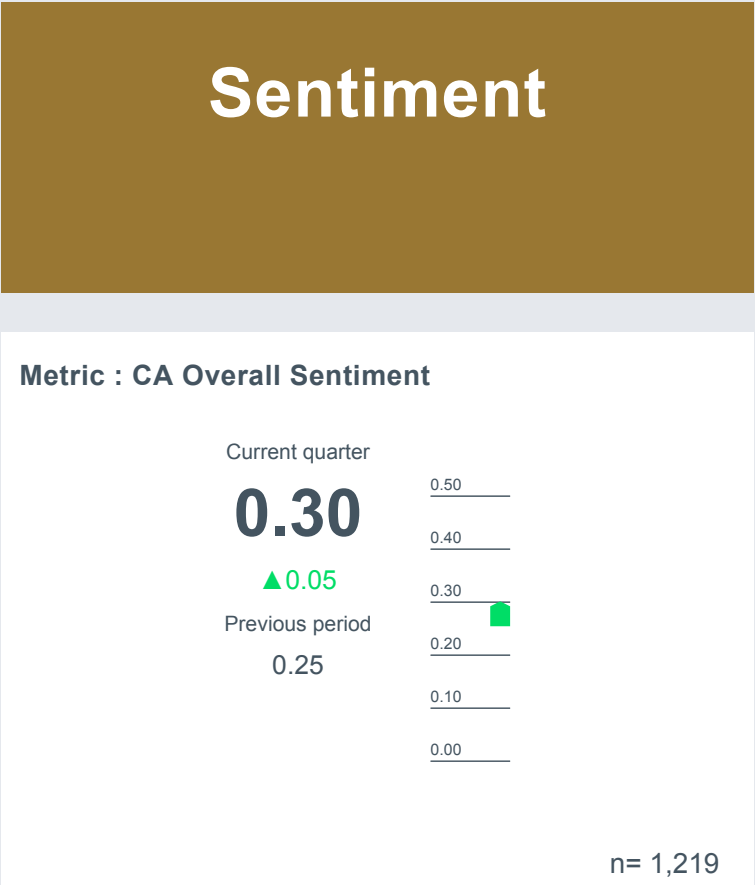 Sentiment
Metric : CA Overall Sentiment
Current quarter
0.30
▲0.05
Previous period
0.25
0.50
0.40
0.30
0.20
0.10
0.00
n= 1,219